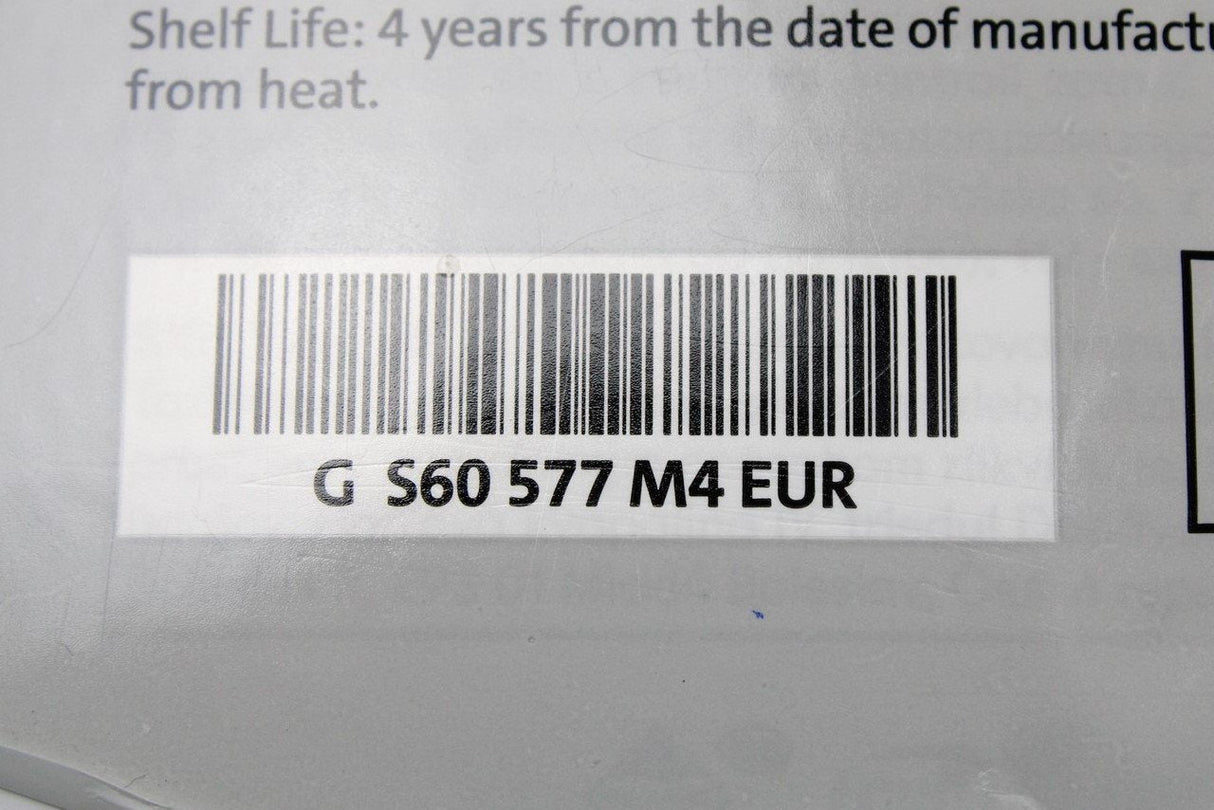 Shelf Life: 4 years from the date of manufactu
from heat.
G S60 577 M4 EUR